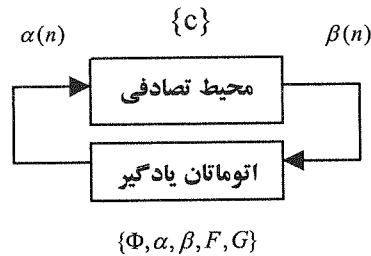 {c}
α(n) β(n)
محیط تصادفی
اتوماتان یادگیر
{Φ, α, β, F, G}